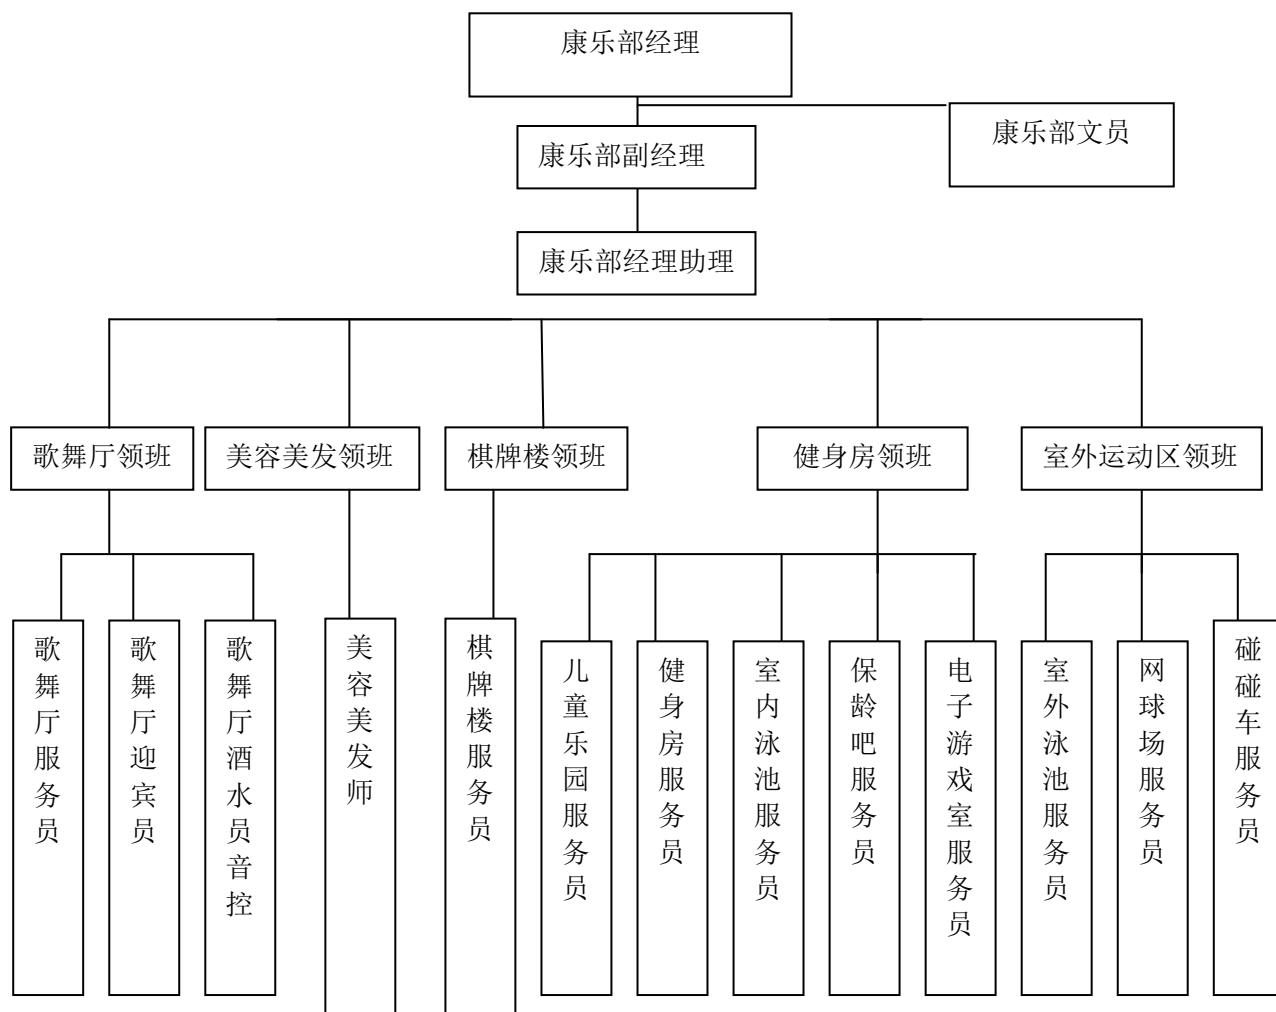 康乐部经理
康乐部文员
康乐部副经理
康乐部经理助理
歌舞厅领班
美容美发领班
棋牌楼领班
健身房领班
室外运动区领班
歌舞厅服务员
歌舞厅迎宾员
歌舞厅酒水员音控
美容美发师
棋牌楼服务员
儿童乐园服务员
健身房服务员
室内泳池服务员
保龄吧服务员
电子游戏室服务员
室外泳池服务员
网球场服务员
碰碰车服务员